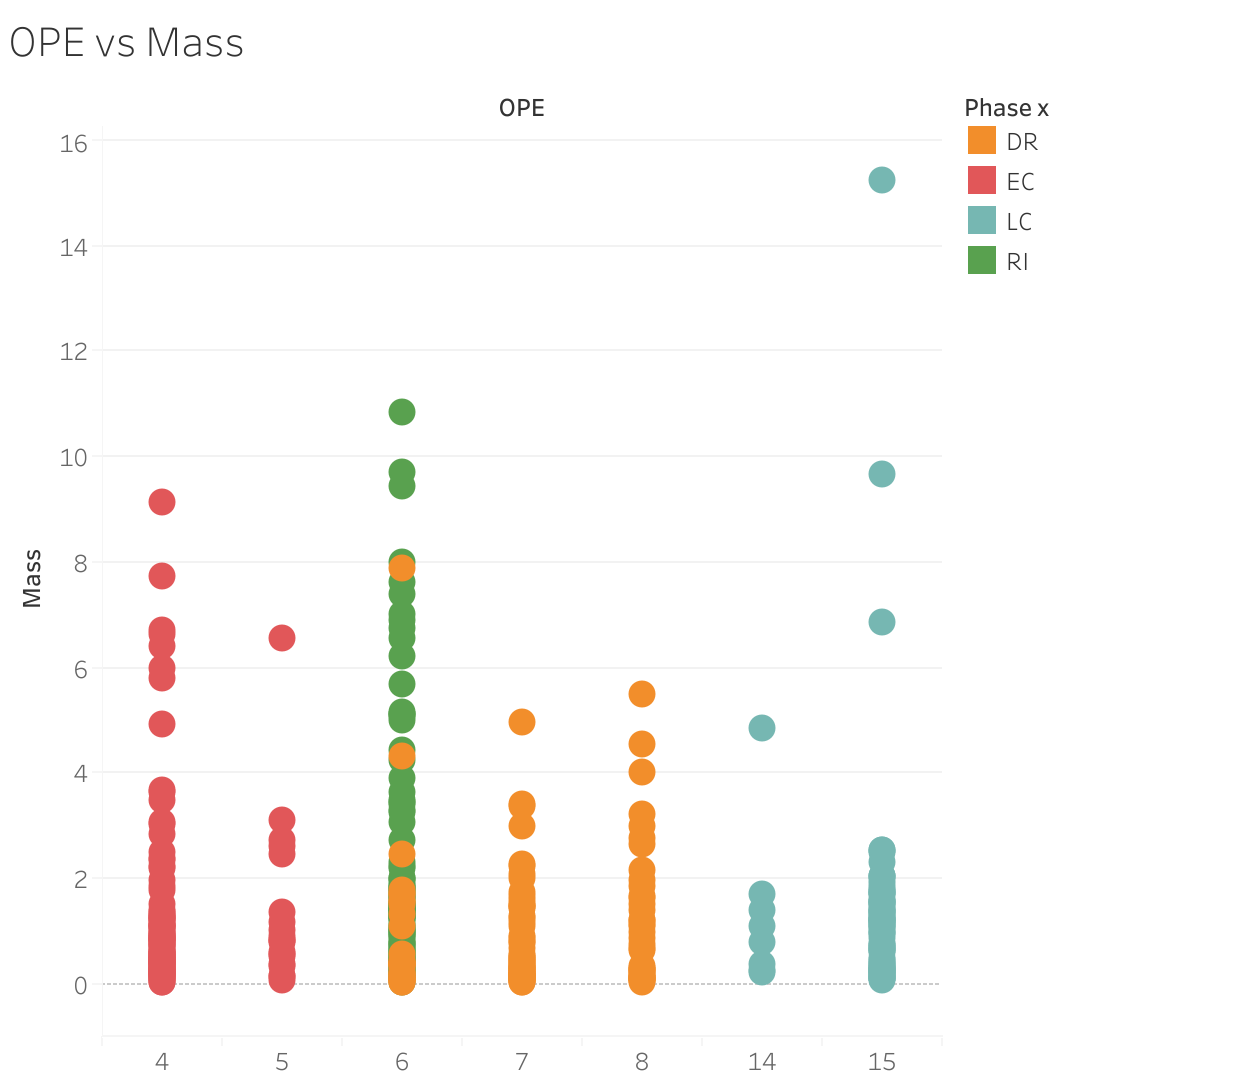 OPE vs Mass
OPE
Phase x
DR
EC
LC
RI
Mass
16
14
12
10
8
6
4
2
0
4 5 6 7 8 14 15